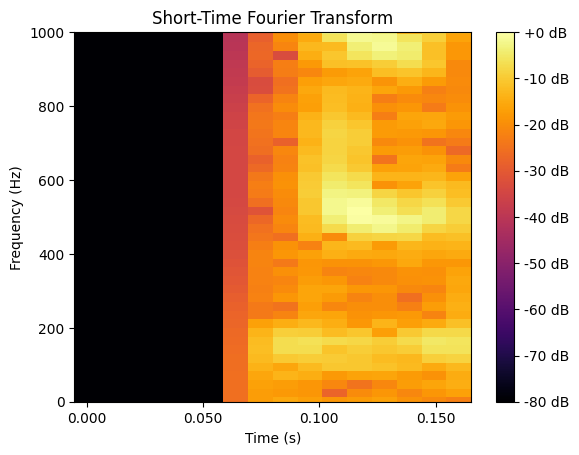 Short-Time Fourier Transform
Frequency (Hz)
1000
800
600
400
200
0
0.000
0.050
0.100
0.150
Time (s)
+0 dB
-10 dB
-20 dB
-30 dB
-40 dB
-50 dB
-60 dB
-70 dB
-80 dB